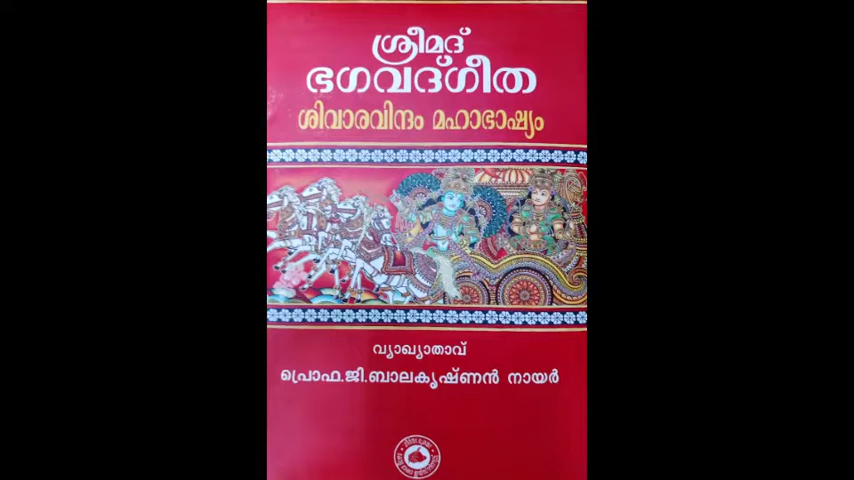 ശ്രീമദ്
ഭഗവദ്ഗീത
ശിവാരവിന്ദം മഹാഭാഷ്യം
വ്യാഖ്യാതാവ്
പ്രൊഫ.ജി.ബാലകൃഷ്ണൻ നായർ